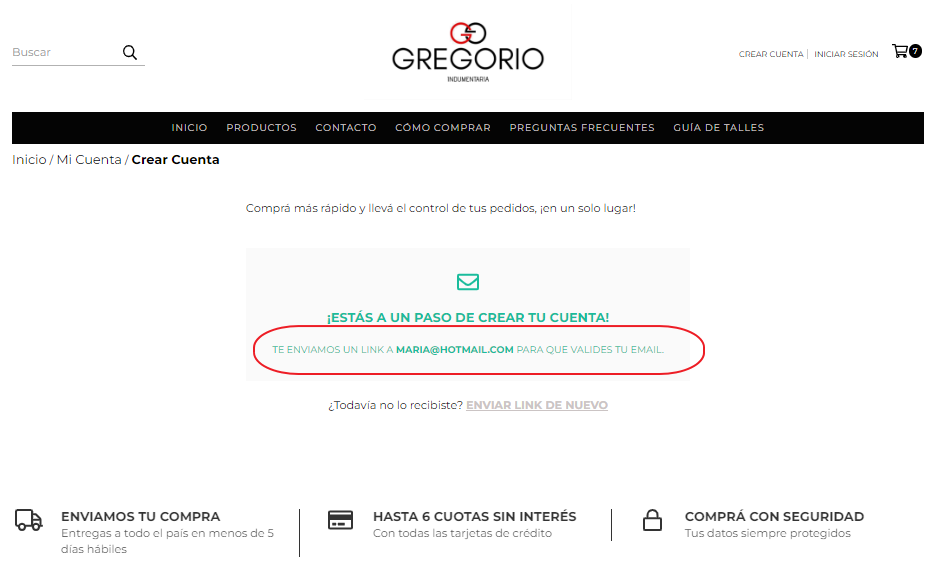 Buscar
GREGORIO
INDUMENTARIA
CREAR CUENTA | INICIAR SESIÓN
7
INICIO PRODUCTOS CONTACTO CÓMO COMPRAR PREGUNTAS FRECUENTES GUÍA DE TALLES
Inicio / Mi Cuenta / Crear Cuenta
Comprá más rápido y llevá el control de tus pedidos, ¡en un solo lugar!
¡ESTÁS A UN PASO DE CREAR TU CUENTA!
TE ENVIAMOS UN LINK A MARIA@HOTMAIL.COM PARA QUE VALIDES TU EMAIL.
¿Todavía no lo recibiste? ENVIAR LINK DE NUEVO
ENVIAMOS TU COMPRA
Entregas a todo el país en menos de 5
días hábiles
HASTA 6 CUOTAS SIN INTERÉS
Con todas las tarjetas de crédito
COMPRÁ CON SEGURIDAD
Tus datos siempre protegidos